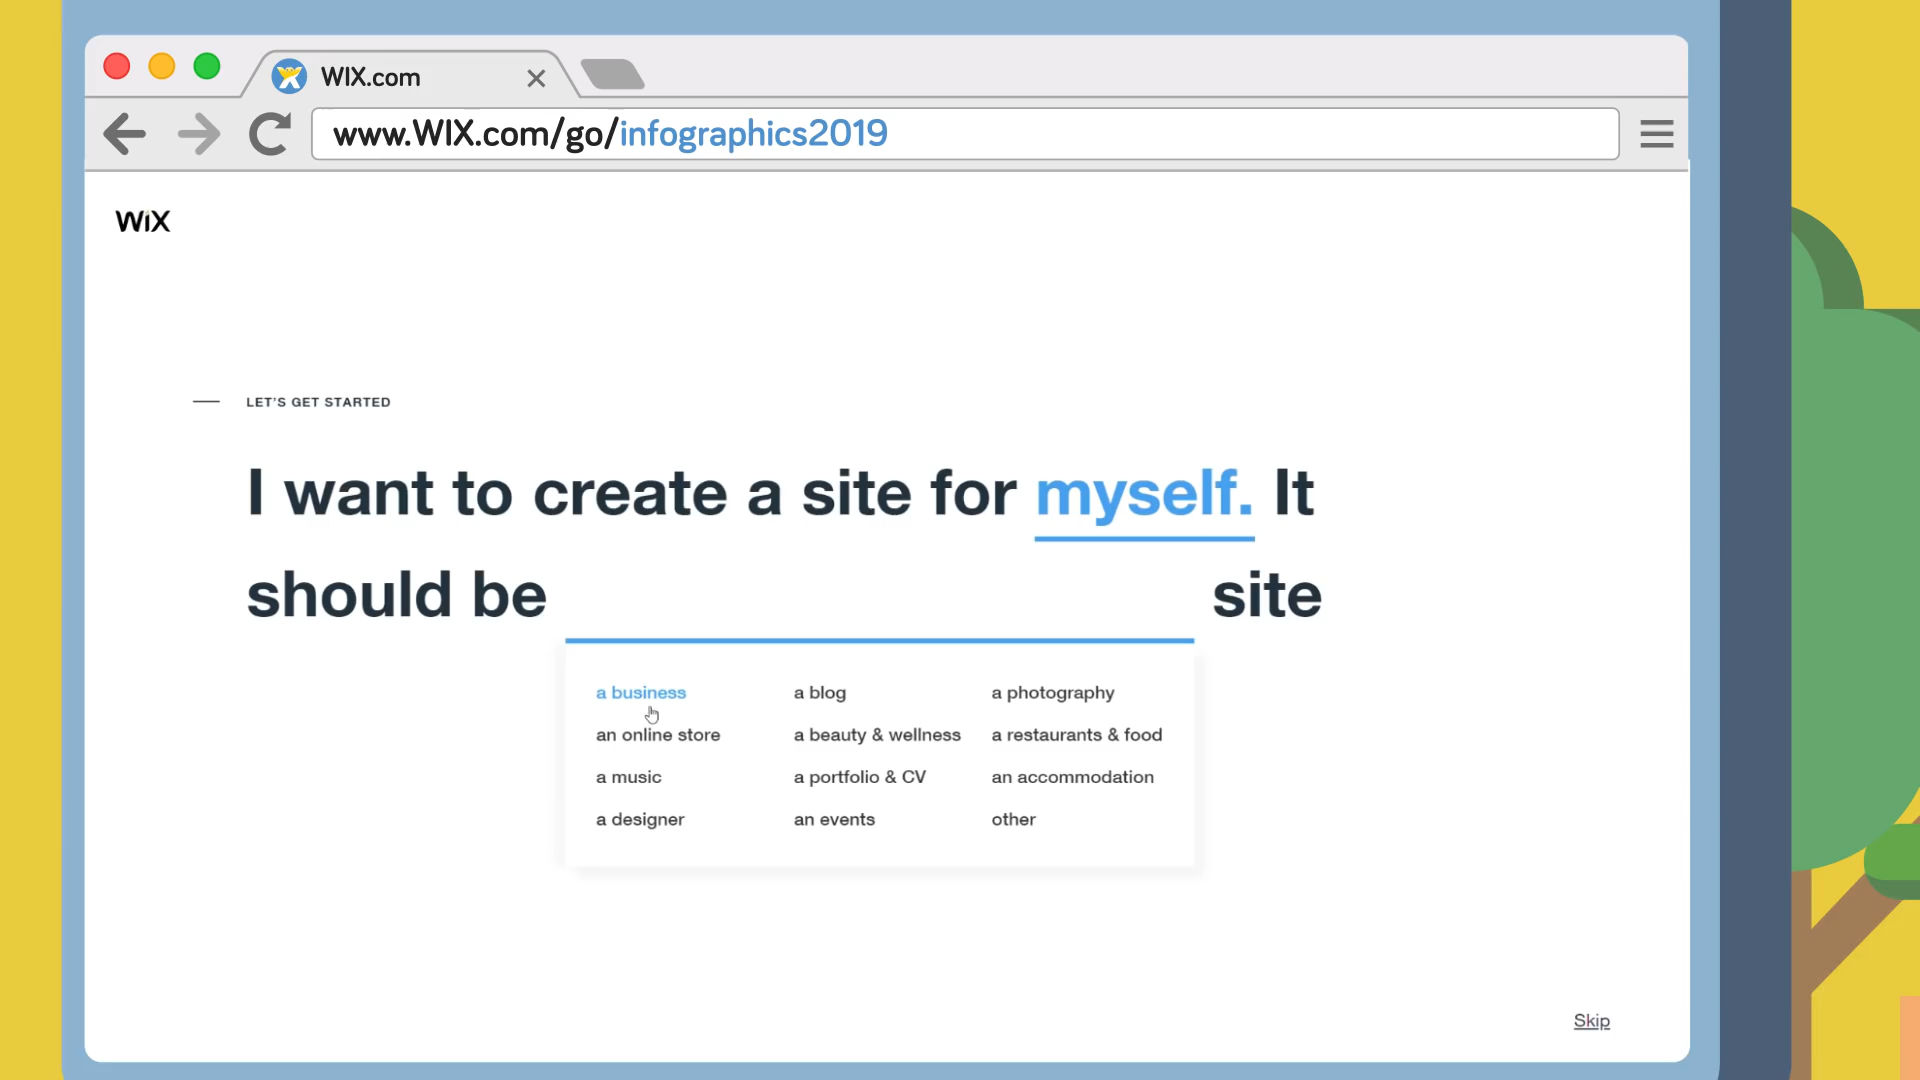 WIX.com
www.WIX.com/go/infographics2019
WiX
LET'S GET STARTED
I want to create a site for myself. It
should be site
a business a blog a photography
an online store a beauty & wellness a restaurants & food
a music a portfolio & CV an accommodation
a designer an events other
Skip